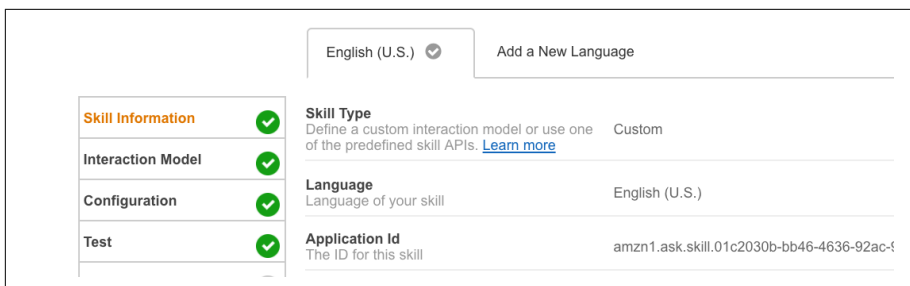 English (U.S.)
Add a New Language
Skill Information
Interaction Model
Configuration
Test
Skill Type
Define a custom interaction model or use one
of the predefined skill APIs. Learn more
Custom
Language
Language of your skill
English (U.S.)
Application Id
The ID for this skill
amzn1.ask.skill.01c2030b-bb46-4636-92ac-